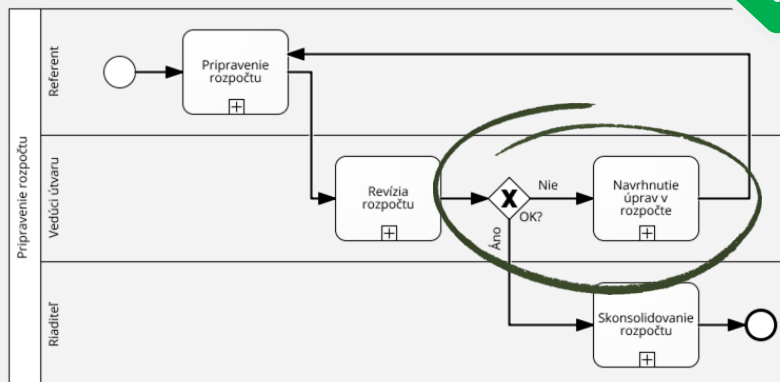 Pripravenie rozpočtu
Referent
Pripravenie
rozpočtu
Vedúci útvaru
Revízia
rozpočtu
OK?
Nie
Áno
Navrhnutie
úprav v
rozpočte
Riaditeľ
Skonsolidovanie
rozpočtu